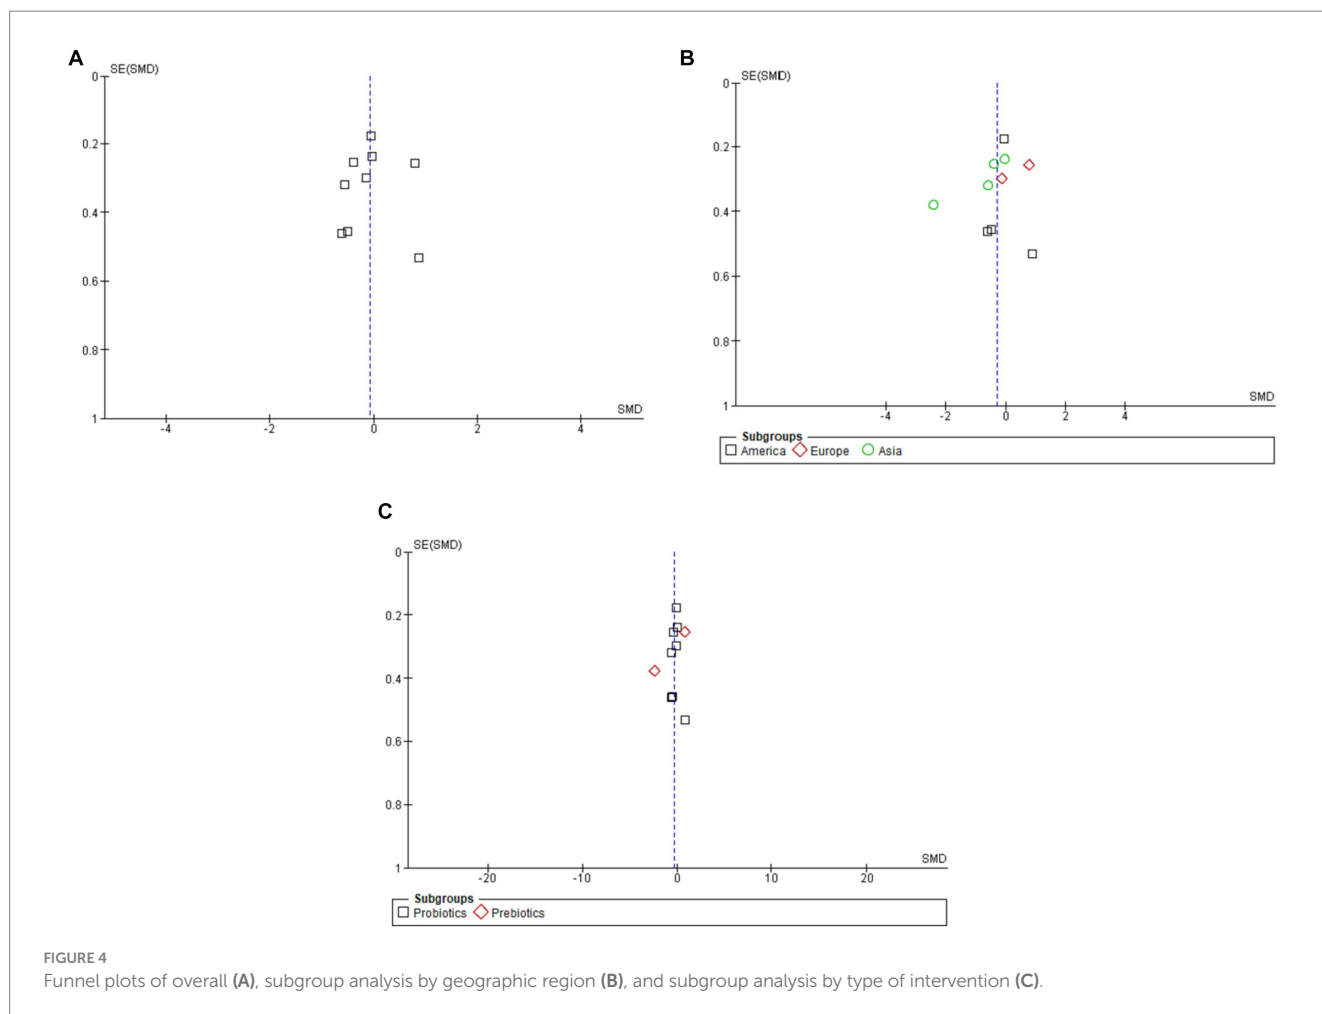 A
SE(SMD)
0
0.2
0.4
0.6
0.8
1
-4
-2
0
2
4
SMD
B
SE(SMD)
0
0.2
0.4
0.6
0.8
1
-4
-2
0
2
4
SMD
Subgroups
America Europe Asia
C
SE(SMD)
0
0.2
0.4
0.6
0.8
1
-20
-10
0
10
20
SMD
Subgroups
Probiotics Prebiotics
FIGURE 4
Funnel plots of overall (A), subgroup analysis by geographic region (B), and subgroup analysis by type of intervention (C).